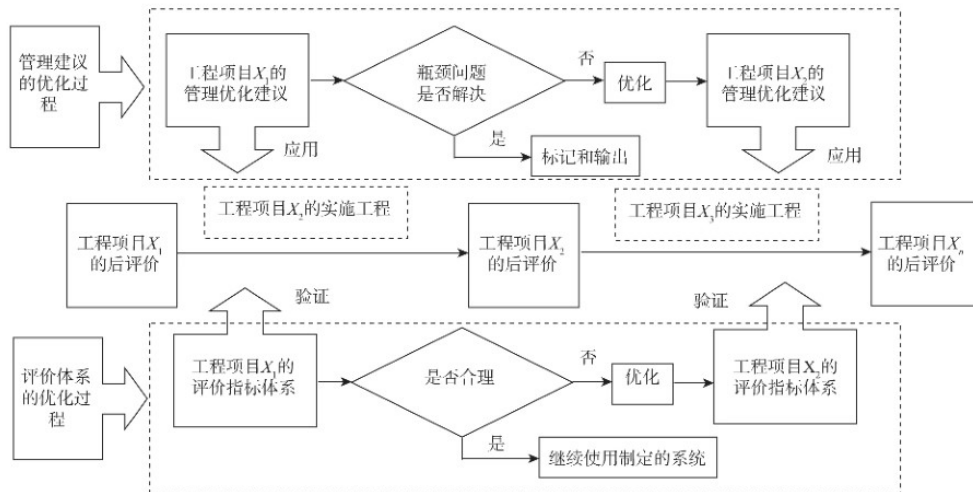 管理建议
的优化过
程
工程项目X₁的
管理优化建议
瓶颈问题
是否解决
否
优化
工程项目X₂的
管理优化建议
应用
是
标记和输出
应用
工程项目X₂的实施工程
工程项目X₃的实施工程
工程项目X₁
的后评价
工程项目X₂
的后评价
工程项目Xₙ
的后评价
验证
验证
评价体系
的优化过
程
工程项目X₁的
评价指标体系
是否合理
否
优化
工程项目X₂的
评价指标体系
是
继续使用制定的系统